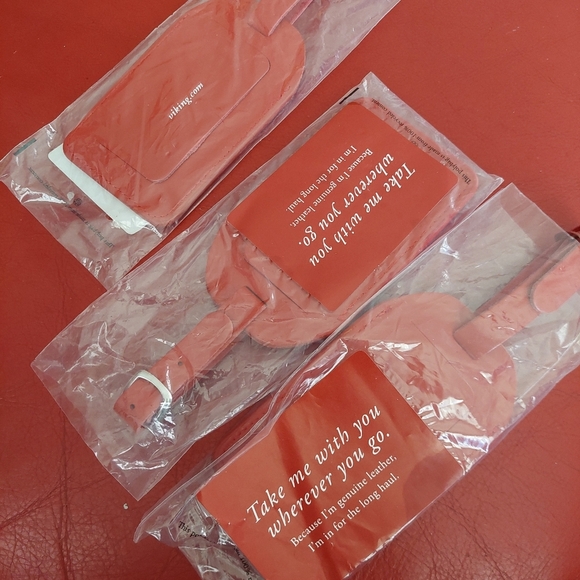 viking.com
Take me with you
wherever you go.
Because I'm genuine leather,
I'm in for the long haul.
Take me with you
wherever you go.
Because I'm genuine leather,
I'm in for the long haul.